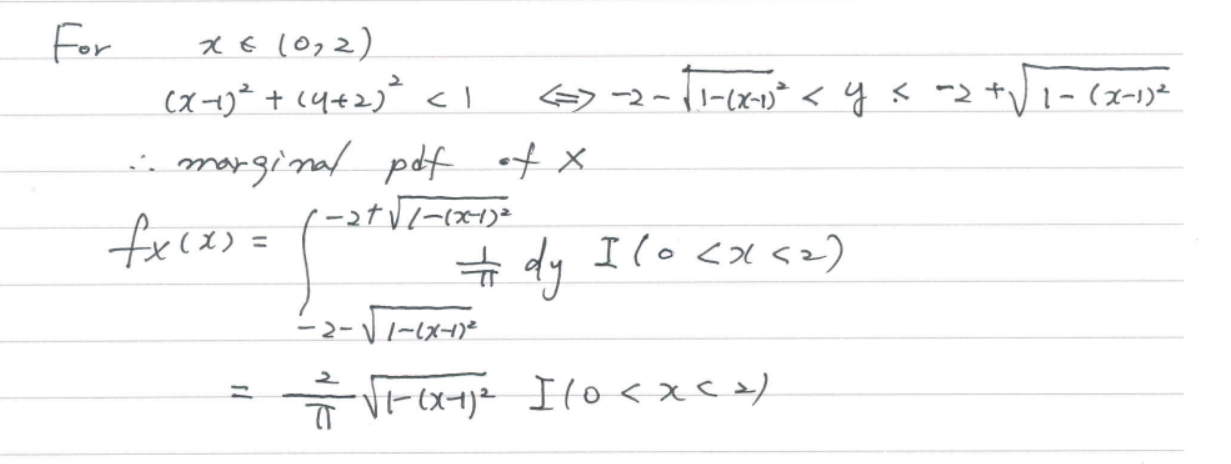 For x ∈ (0,2)
(x-1)² + (y+2)² < 1 ⟺ -2 - √(1-(x-1)²) < y < -2 + √(1-(x-1)²)
∴ marginal pdf of X
f_X(x) = ∫_{-2-√(1-(x-1)²)}^{-2+√(1-(x-1)²)} 1/π dy I(0 < x < 2)
= 2/π √(1-(x-1)²) I(0 < x < 2)